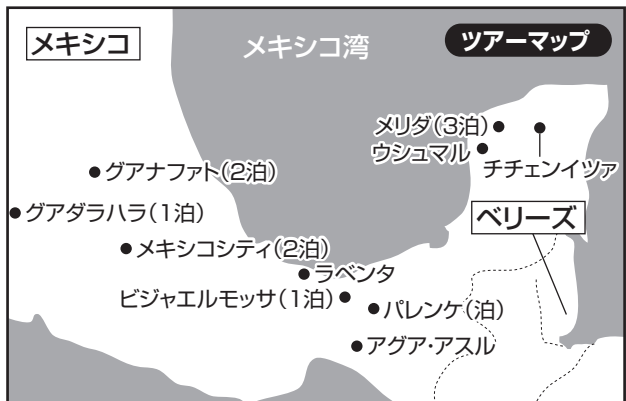 メキシコ
メキシコ湾
ツアーマップ
メリダ(3泊)
ウシュマル
チチェンイツァ
グアナファト(2泊)
グアダラハラ(1泊)
ベリーズ
メキシコシティ(2泊)
ラベンタ
ビジャエルモッサ(1泊)
パレンケ(泊)
アグア・アスル